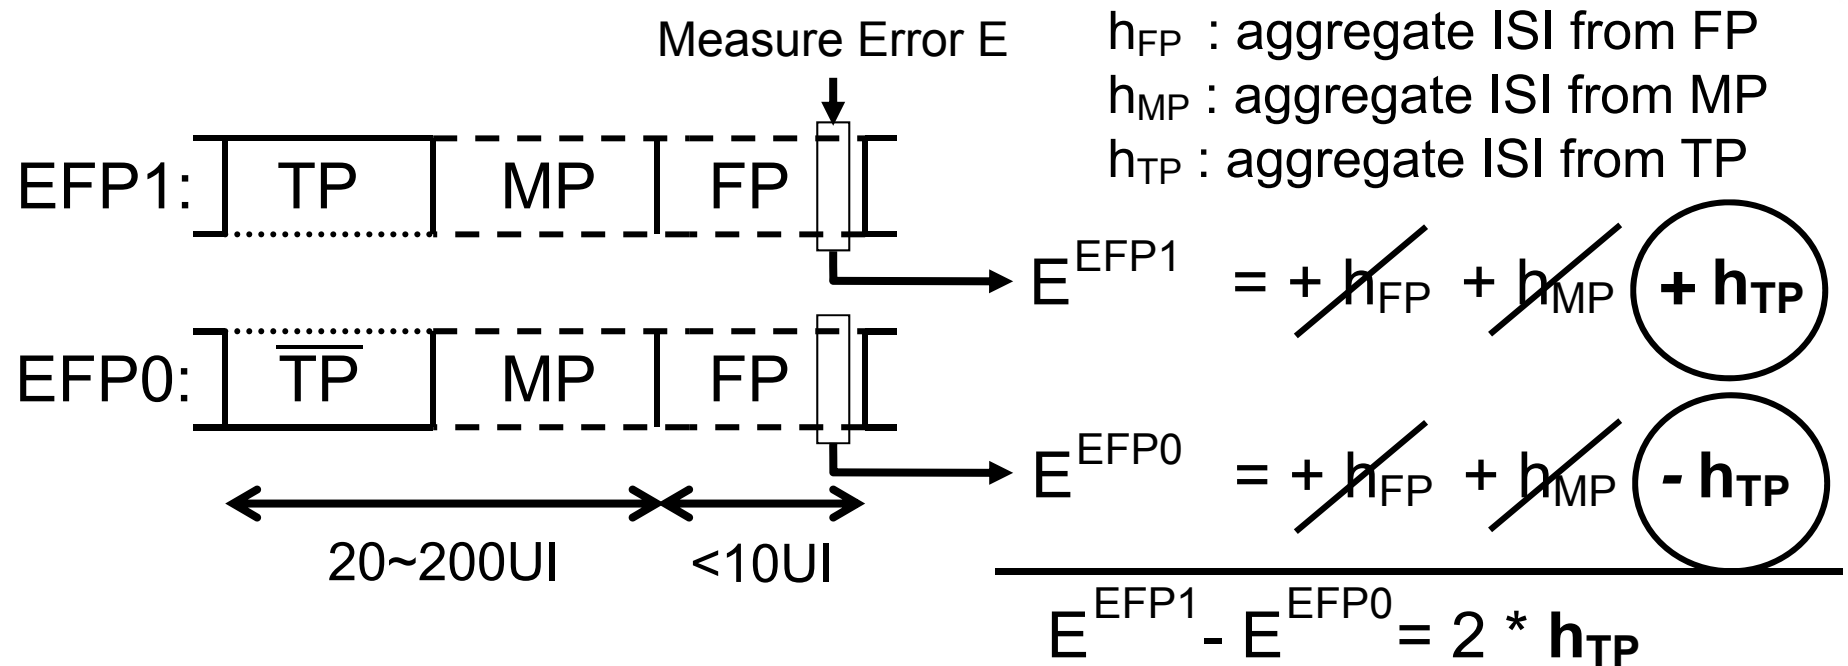 Measure Error E
h_FP : aggregate ISI from FP
h_MP : aggregate ISI from MP
h_TP : aggregate ISI from TP
EFP1: TP MP FP
E^EFP1 = + h_FP + h_MP + h_TP
EFP0: T̅P̅ MP FP
E^EFP0 = + h_FP + h_MP - h_TP
20~200UI <10UI
E^EFP1 - E^EFP0 = 2 * h_TP